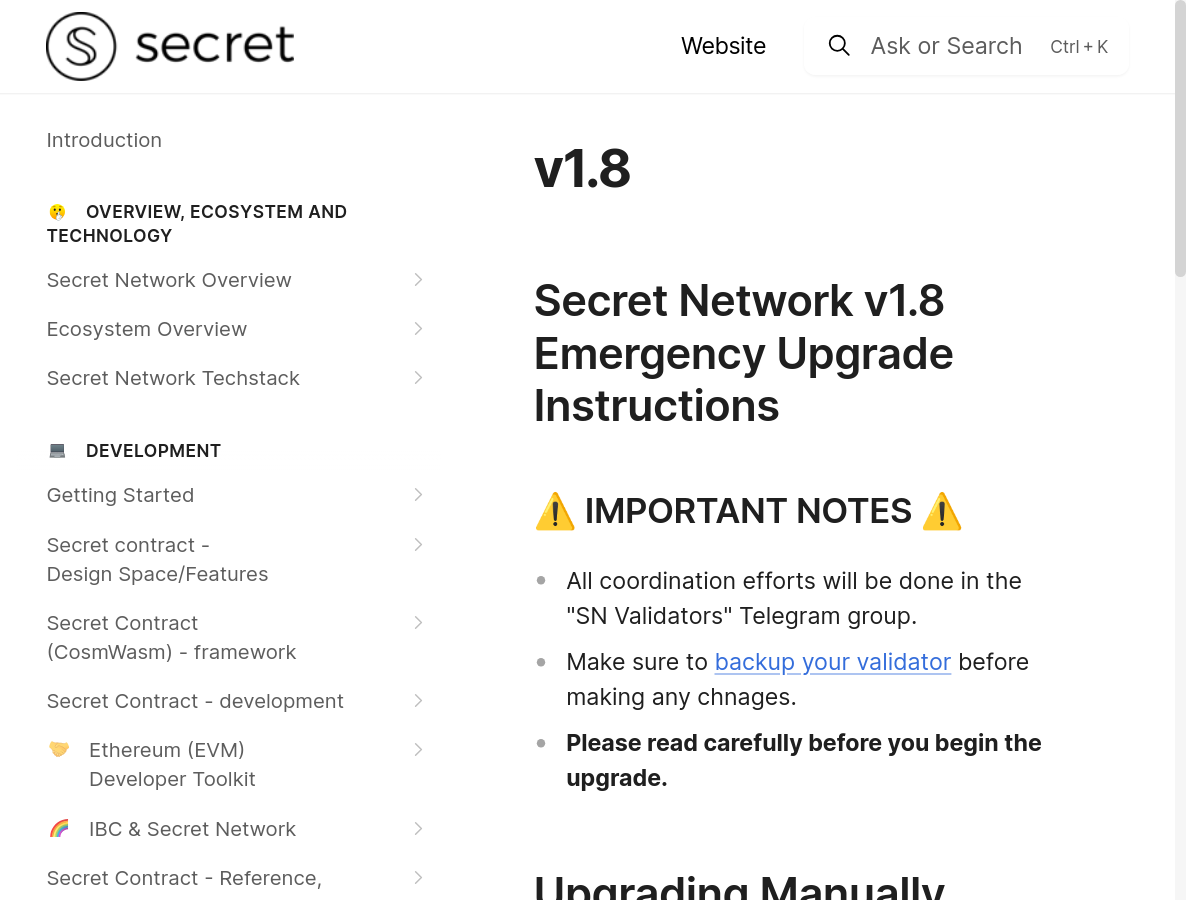 secret
Website
Ask or Search
Ctrl + K
Introduction
🤫 OVERVIEW, ECOSYSTEM AND
TECHNOLOGY
Secret Network Overview
Ecosystem Overview
Secret Network Techstack
💻 DEVELOPMENT
Getting Started
Secret contract -
Design Space/Features
Secret Contract
(CosmWasm) - framework
Secret Contract - development
🤝 Ethereum (EVM)
Developer Toolkit
🌈 IBC & Secret Network
Secret Contract - Reference,
v1.8
Secret Network v1.8
Emergency Upgrade
Instructions
⚠️ IMPORTANT NOTES ⚠️
All coordination efforts will be done in the
"SN Validators" Telegram group.
Make sure to backup your validator before
making any chnages.
Please read carefully before you begin the
upgrade.
Upgrading Manually